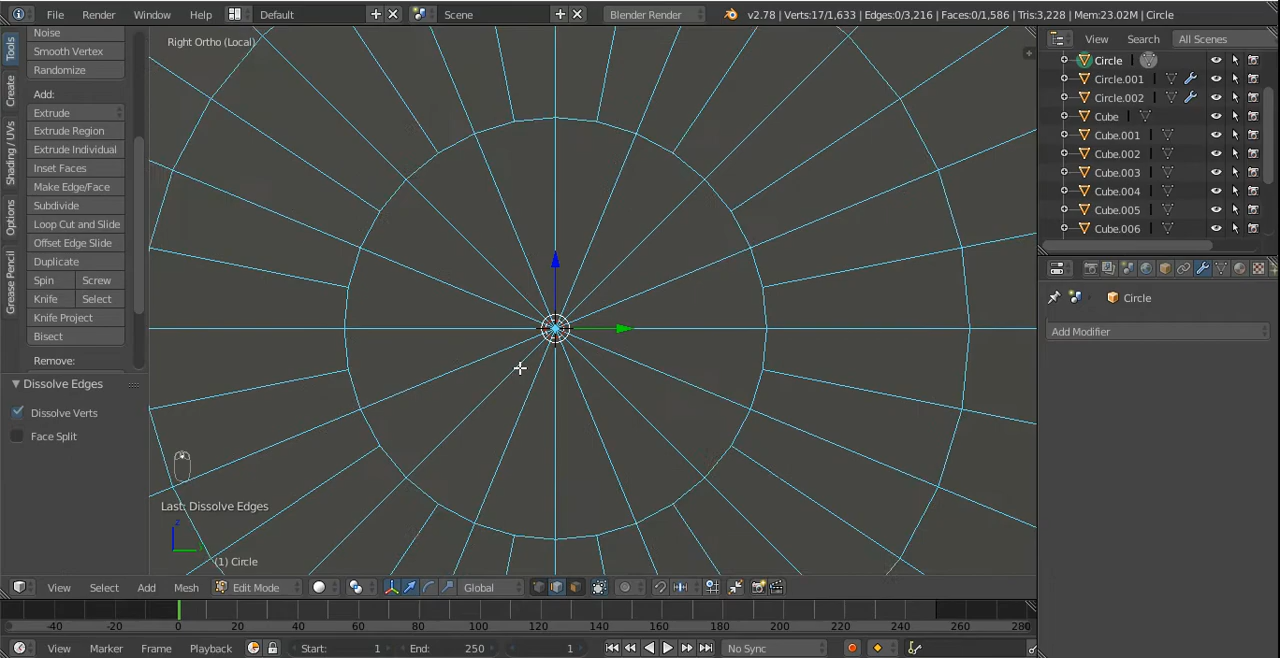 File Render Window Help Default Scene Blender Render v2.78 | Verts:17/1,633 | Edges:0/3,216 | Faces:0/1,586 | Tris:3,228 | Mem:23.02M | Circle
Tools
Create
Shading / UVs
Options
Grease Pencil
Noise
Smooth Vertex
Randomize
Add:
Extrude
Extrude Region
Extrude Individual
Inset Faces
Make Edge/Face
Subdivide
Loop Cut and Slide
Offset Edge Slide
Duplicate
Spin Screw
Knife Select
Knife Project
Bisect
Remove:
Dissolve Edges
Dissolve Verts
Face Split
Right Ortho (Local)
Last: Dissolve Edges
z
(1) Circle
View Search All Scenes
Circle
Circle.001
Circle.002
Cube
Cube.001
Cube.002
Cube.003
Cube.004
Cube.005
Cube.006
Circle
Add Modifier
View Select Add Mesh Edit Mode Global
-40 -20 0 20 40 60 80 100 120 140 160 180 200 220 240 260 280
View Marker Frame Playback Start: 1 End: 250 1 No Sync